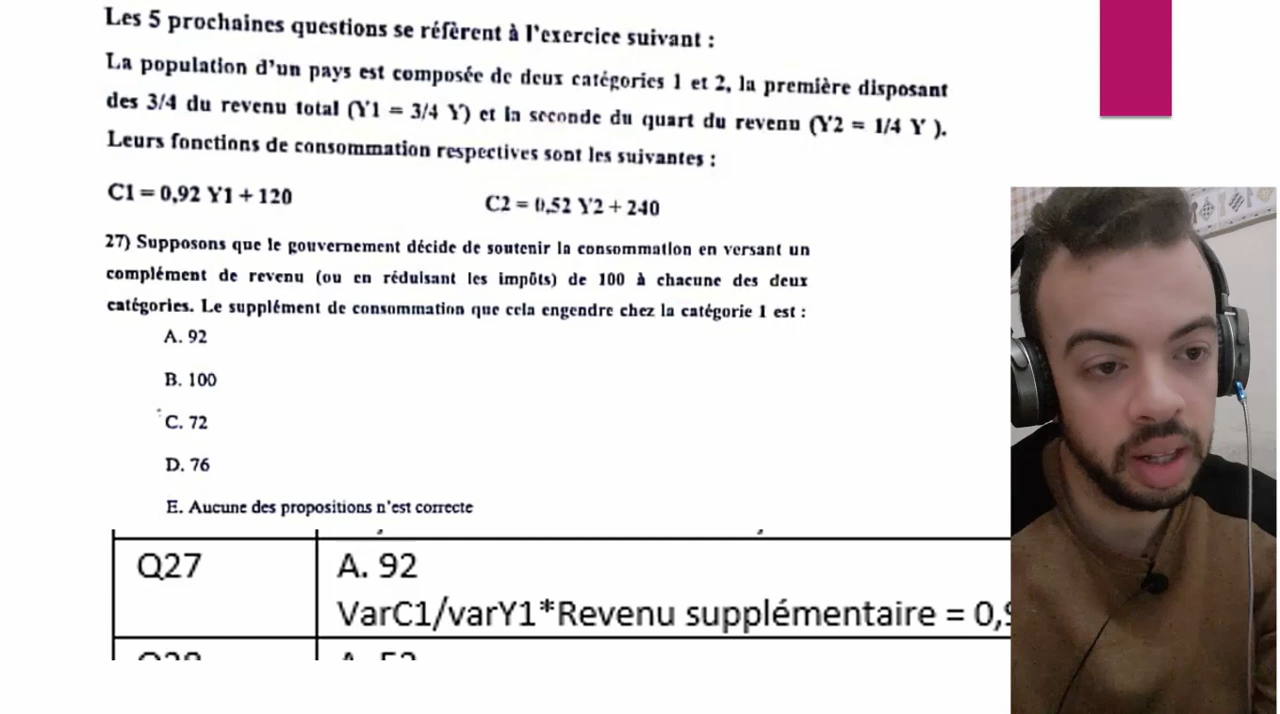 Les 5 prochaines questions se réfèrent à l'exercice suivant :
La population d'un pays est composée de deux catégories 1 et 2, la première disposant
des 3/4 du revenu total (Y1 = 3/4 Y) et la seconde du quart du revenu (Y2 = 1/4 Y ).
Leurs fonctions de consommation respectives sont les suivantes :
C1 = 0,92 Y1 + 120 C2 = 0,52 Y2 + 240
27) Supposons que le gouvernement décide de soutenir la consommation en versant un
complément de revenu (ou en réduisant les impôts) de 100 à chacune des deux
catégories. Le supplément de consommation que cela engendre chez la catégorie 1 est :
A. 92
B. 100
C. 72
D. 76
E. Aucune des propositions n'est correcte
Q27 A. 92
VarC1/varY1*Revenu supplémentaire =